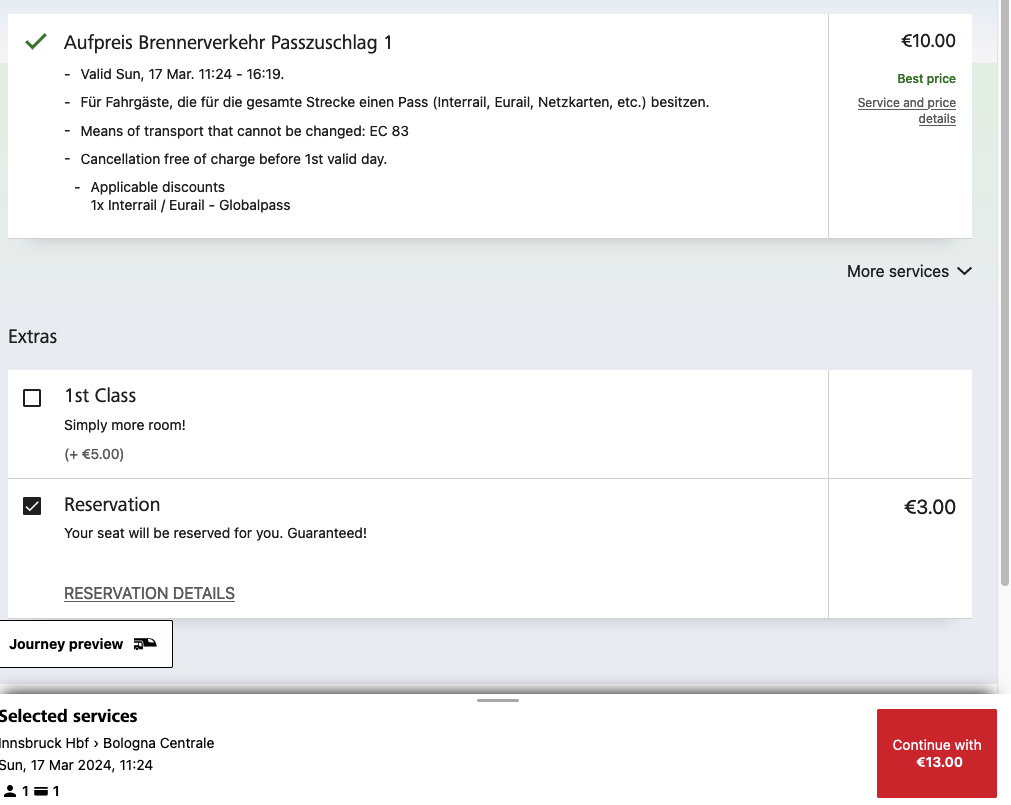 Aufpreis Brennerverkehr Passzuschlag 1
€10.00
- Valid Sun, 17 Mar. 11:24 - 16:19.
Best price
- Für Fahrgäste, die für die gesamte Strecke einen Pass (Interrail, Eurail, Netzkarten, etc.) besitzen.
Service and price
details
- Means of transport that cannot be changed: EC 83
- Cancellation free of charge before 1st valid day.
- Applicable discounts
1x Interrail / Eurail - Globalpass
More services
Extras
1st Class
Simply more room!
(+ €5.00)
Reservation
€3.00
Your seat will be reserved for you. Guaranteed!
RESERVATION DETAILS
Journey preview
Selected services
Innsbruck Hbf › Bologna Centrale
Sun, 17 Mar 2024, 11:24
1 1
Continue with
€13.00